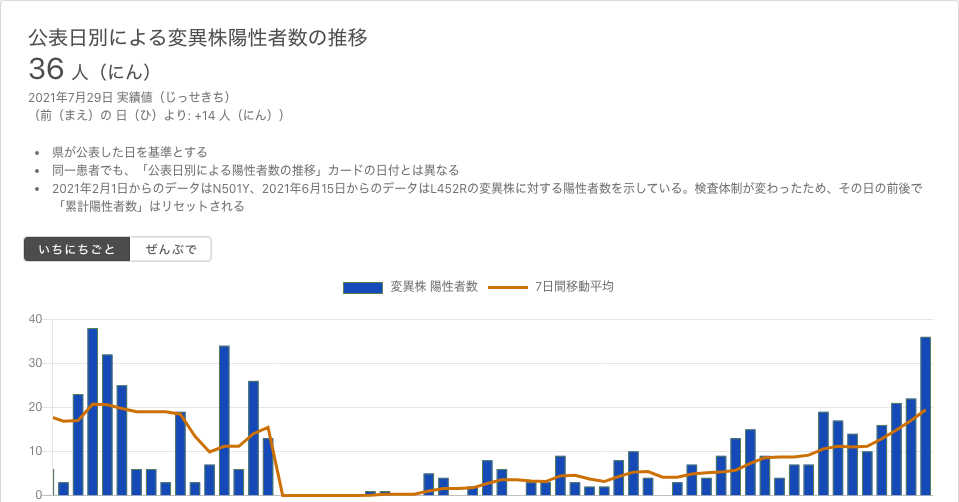 公表日別による変異株陽性者数の推移
36 人（にん）
2021年7月29日 実績値（じっせきち）
（前（まえ）の 日（ひ）より: +14 人（にん））
• 県が公表した日を基準とする
• 同一患者でも、「公表日別による陽性者数の推移」カードの日付とは異なる
• 2021年2月1日からのデータはN501Y、2021年6月15日からのデータはL452Rの変異株に対する陽性者数を示している。検査体制が変わったため、その日の前後で
「累計陽性者数」はリセットされる
いちにちごと ぜんぶで
変異株 陽性者数 7日間移動平均
40
30
20
10
0